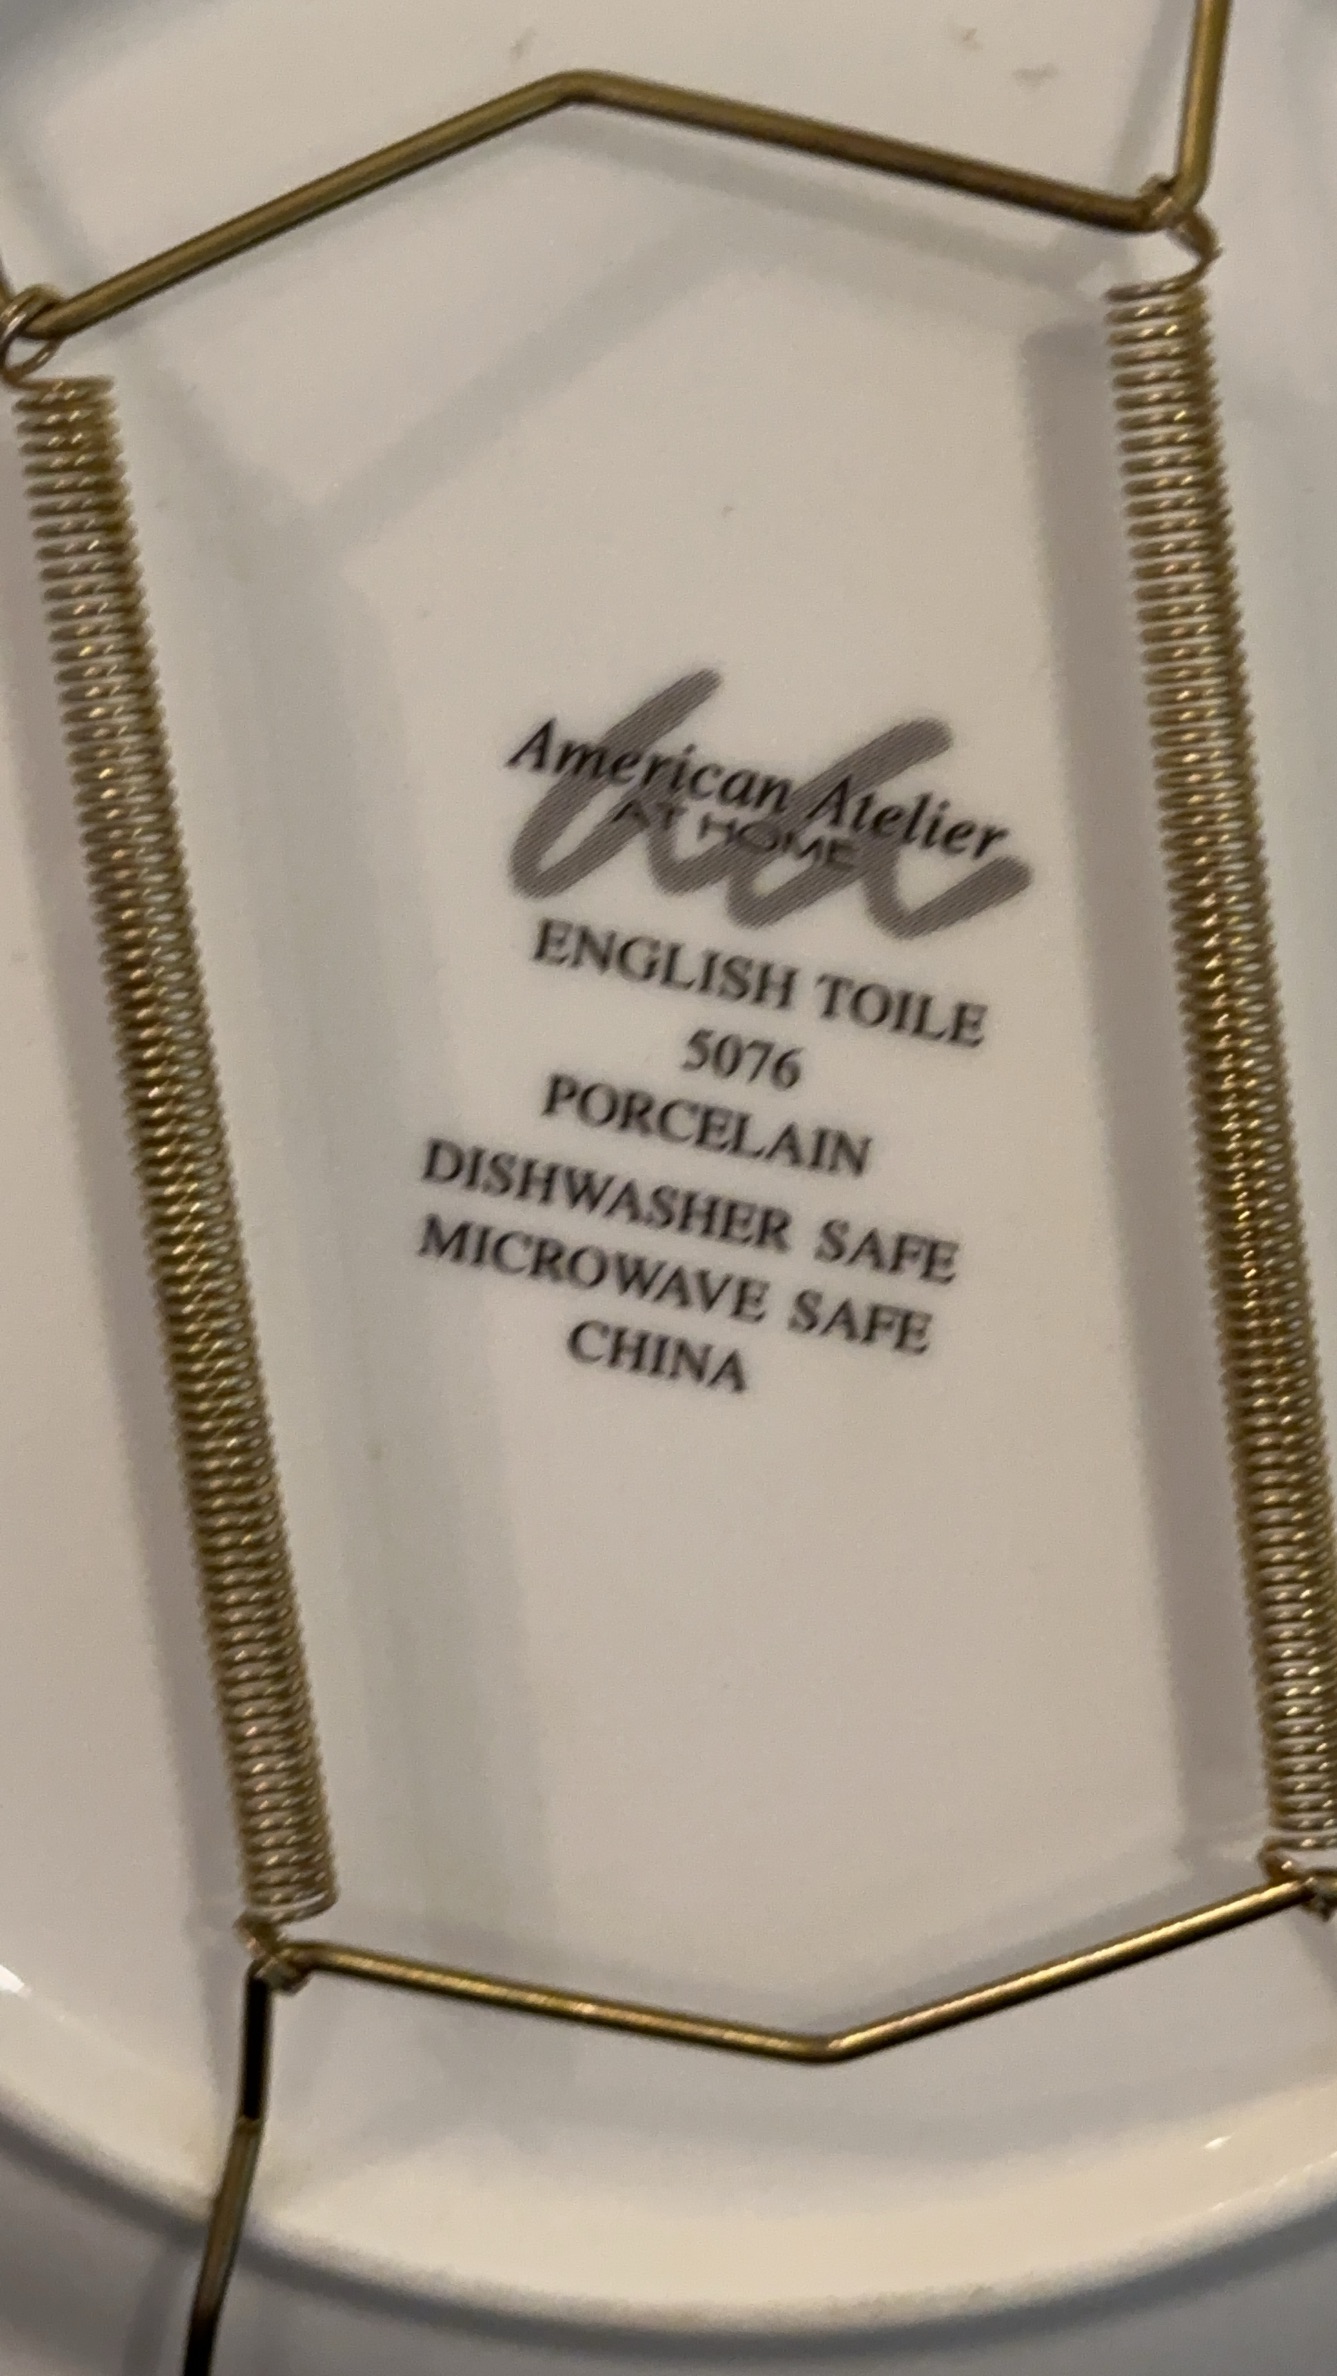 American Atelier
AT HOME
ENGLISH TOILE
5076
PORCELAIN
DISHWASHER SAFE
MICROWAVE SAFE
CHINA